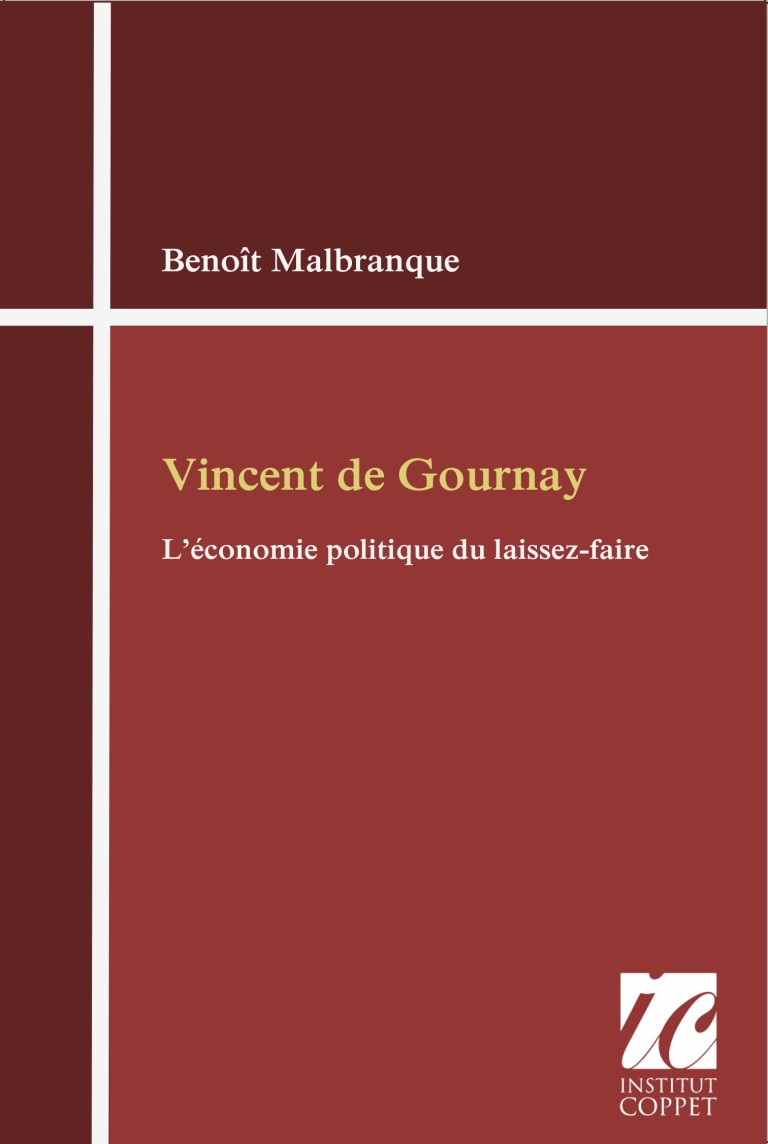 Benoît Malbranque
Vincent de Gournay
L’économie politique du laissez-faire
ic
INSTITUT
COPPET